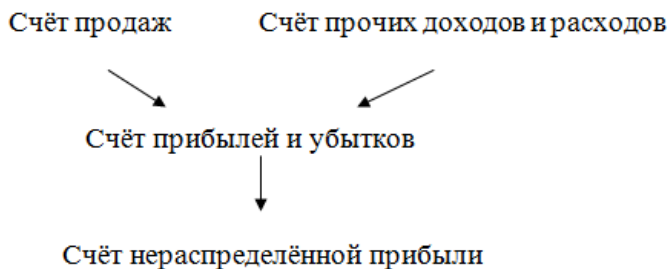 Счёт продаж Счёт прочих доходов и расходов
Счёт прибылей и убытков
Счёт нераспределённой прибыли